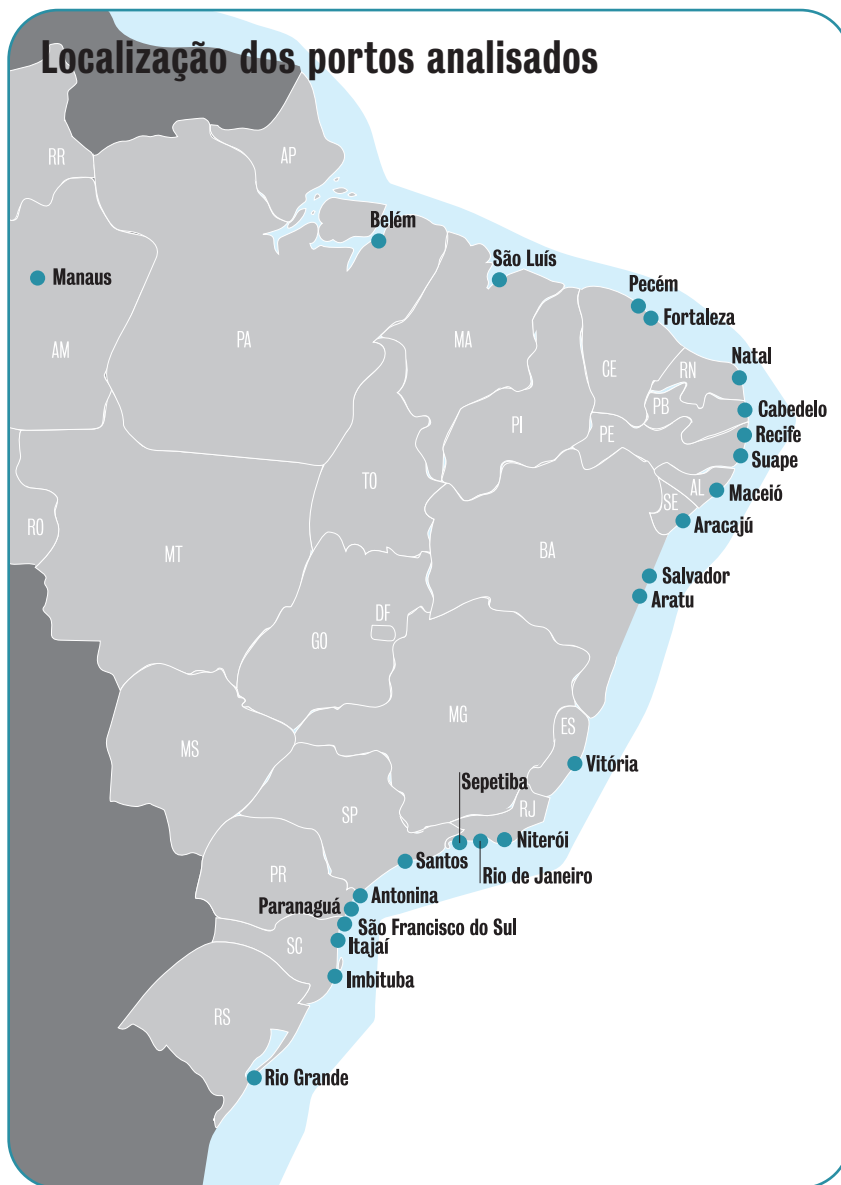 Localização dos portos analisados
RR
AP
Belém
São Luís
Manaus
Pecém
Fortaleza
AM
PA
MA
CE
RN
Natal
PB
Cabedelo
PI
PE
Recife
Suape
TO
AL
Maceió
SE
RO
Aracajú
MT
BA
Salvador
Aratu
DF
GO
MG
ES
MS
Vitória
Sepetiba
SP
RJ
Niterói
Santos
Rio de Janeiro
PR
Antonina
Paranaguá
São Francisco do Sul
SC
Itajaí
Imbituba
RS
Rio Grande